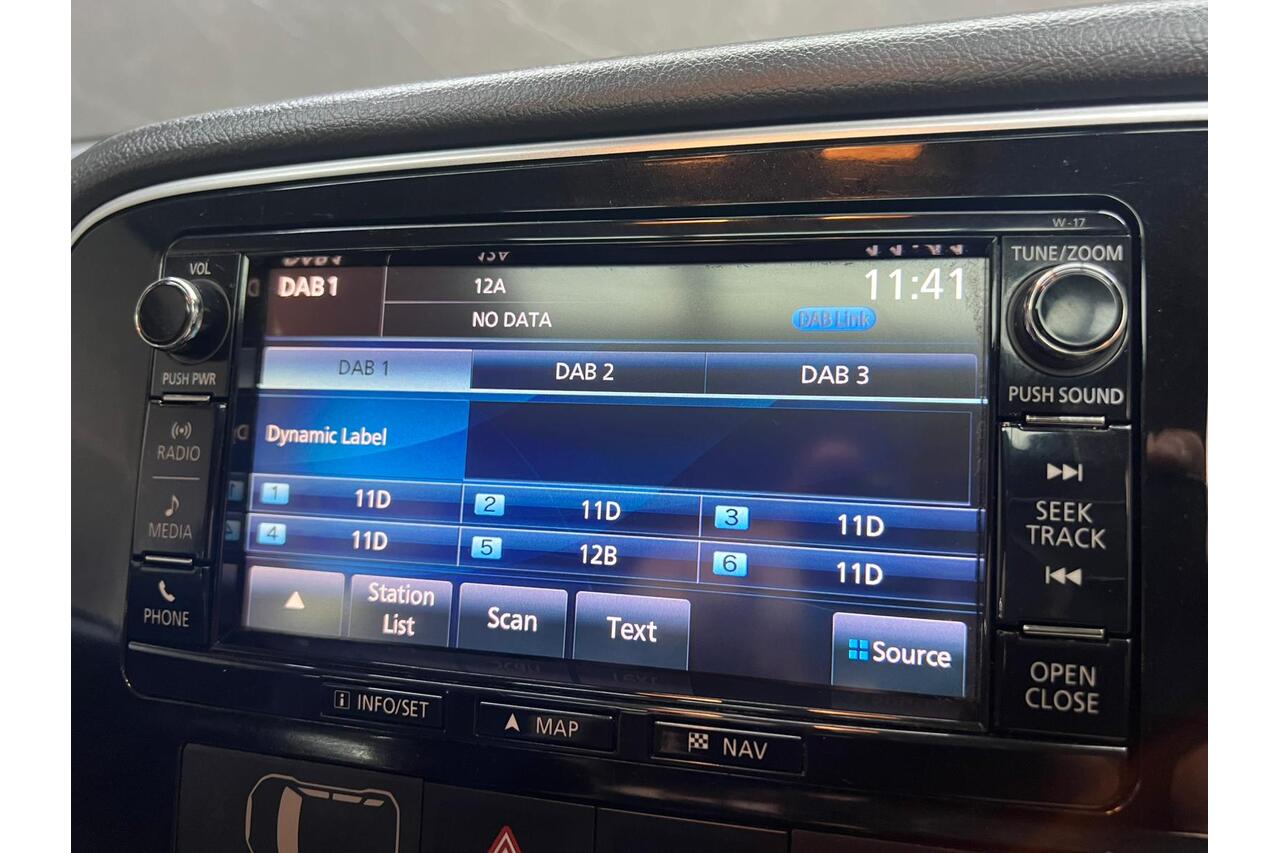 W-17
VOL
TUNE/ZOOM
DAB1
12A
11:41
NO DATA
DAB Link
PUSH PWR
DAB 1
DAB 2
DAB 3
PUSH SOUND
RADIO
Dynamic Label
MEDIA
1 11D
2 11D
3 11D
SEEK
TRACK
4 11D
5 12B
6 11D
PHONE
Station
List
Scan
Text
Source
OPEN
CLOSE
i INFO/SET
MAP
NAV